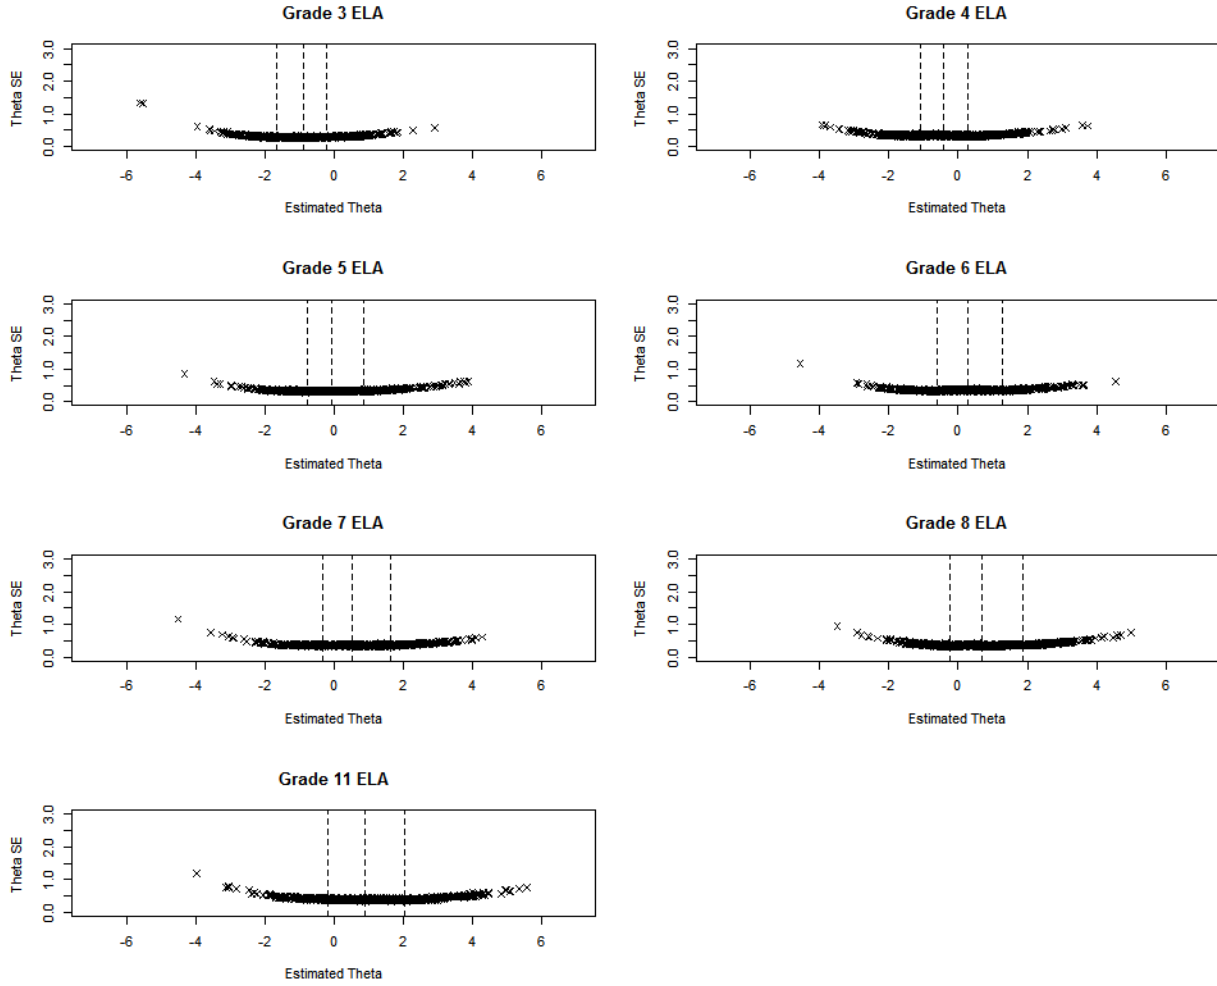 Grade 3 ELA
Theta SE
0.0 1.0 2.0 3.0
-6 -4 -2 0 2 4 6
Estimated Theta
Grade 4 ELA
Theta SE
0.0 1.0 2.0 3.0
-6 -4 -2 0 2 4 6
Estimated Theta
Grade 5 ELA
Theta SE
0.0 1.0 2.0 3.0
-6 -4 -2 0 2 4 6
Estimated Theta
Grade 6 ELA
Theta SE
0.0 1.0 2.0 3.0
-6 -4 -2 0 2 4 6
Estimated Theta
Grade 7 ELA
Theta SE
0.0 1.0 2.0 3.0
-6 -4 -2 0 2 4 6
Estimated Theta
Grade 8 ELA
Theta SE
0.0 1.0 2.0 3.0
-6 -4 -2 0 2 4 6
Estimated Theta
Grade 11 ELA
Theta SE
0.0 1.0 2.0 3.0
-6 -4 -2 0 2 4 6
Estimated Theta